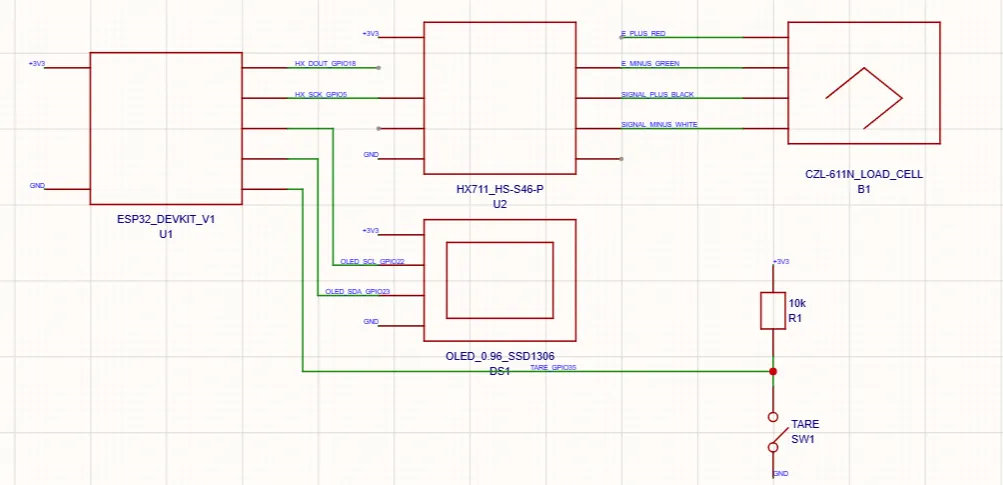 +3V3
GND
HX_DOUT_GPIO18
HX_SCK_GPIO5
ESP32_DEVKIT_V1
U1
+3V3
GND
HX711_HS-S46-P
U2
E_PLUS_RED
E_MINUS_GREEN
SIGNAL_PLUS_BLACK
SIGNAL_MINUS_WHITE
CZL-611N_LOAD_CELL
B1
+3V3
OLED_SCL_GPIO22
OLED_SDA_GPIO23
GND
OLED_0.96_SSD1306
DS1
TARE_GPIO35
+3V3
10k
R1
TARE
SW1
GND